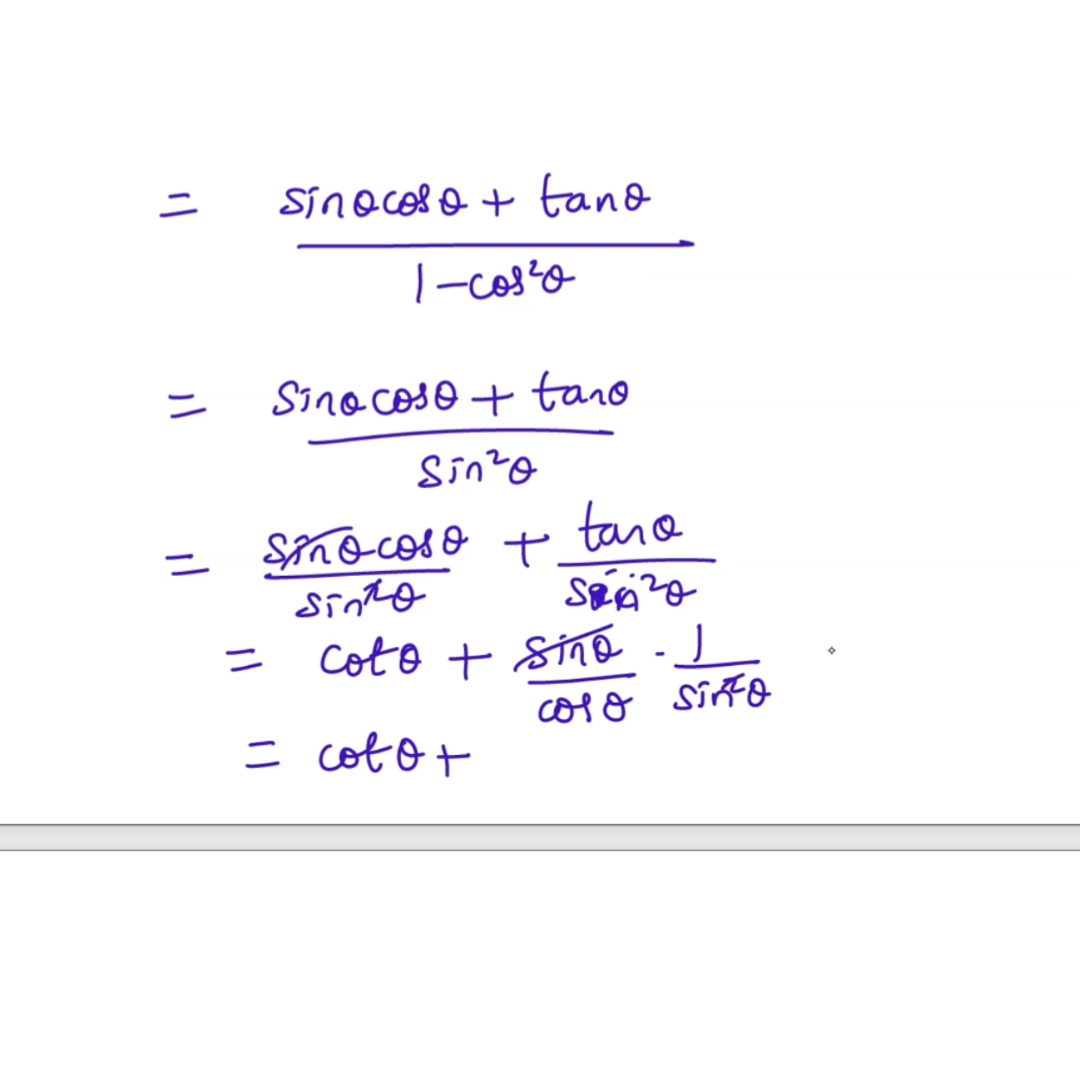 = (sinθcosθ + tanθ) / (1-cos²θ)
= (sinθcosθ + tanθ) / (sin²θ)
= sinθcosθ / sin²θ + tanθ / sin²θ
= cotθ + sinθ / cosθ · 1 / sin²θ
= cotθ +